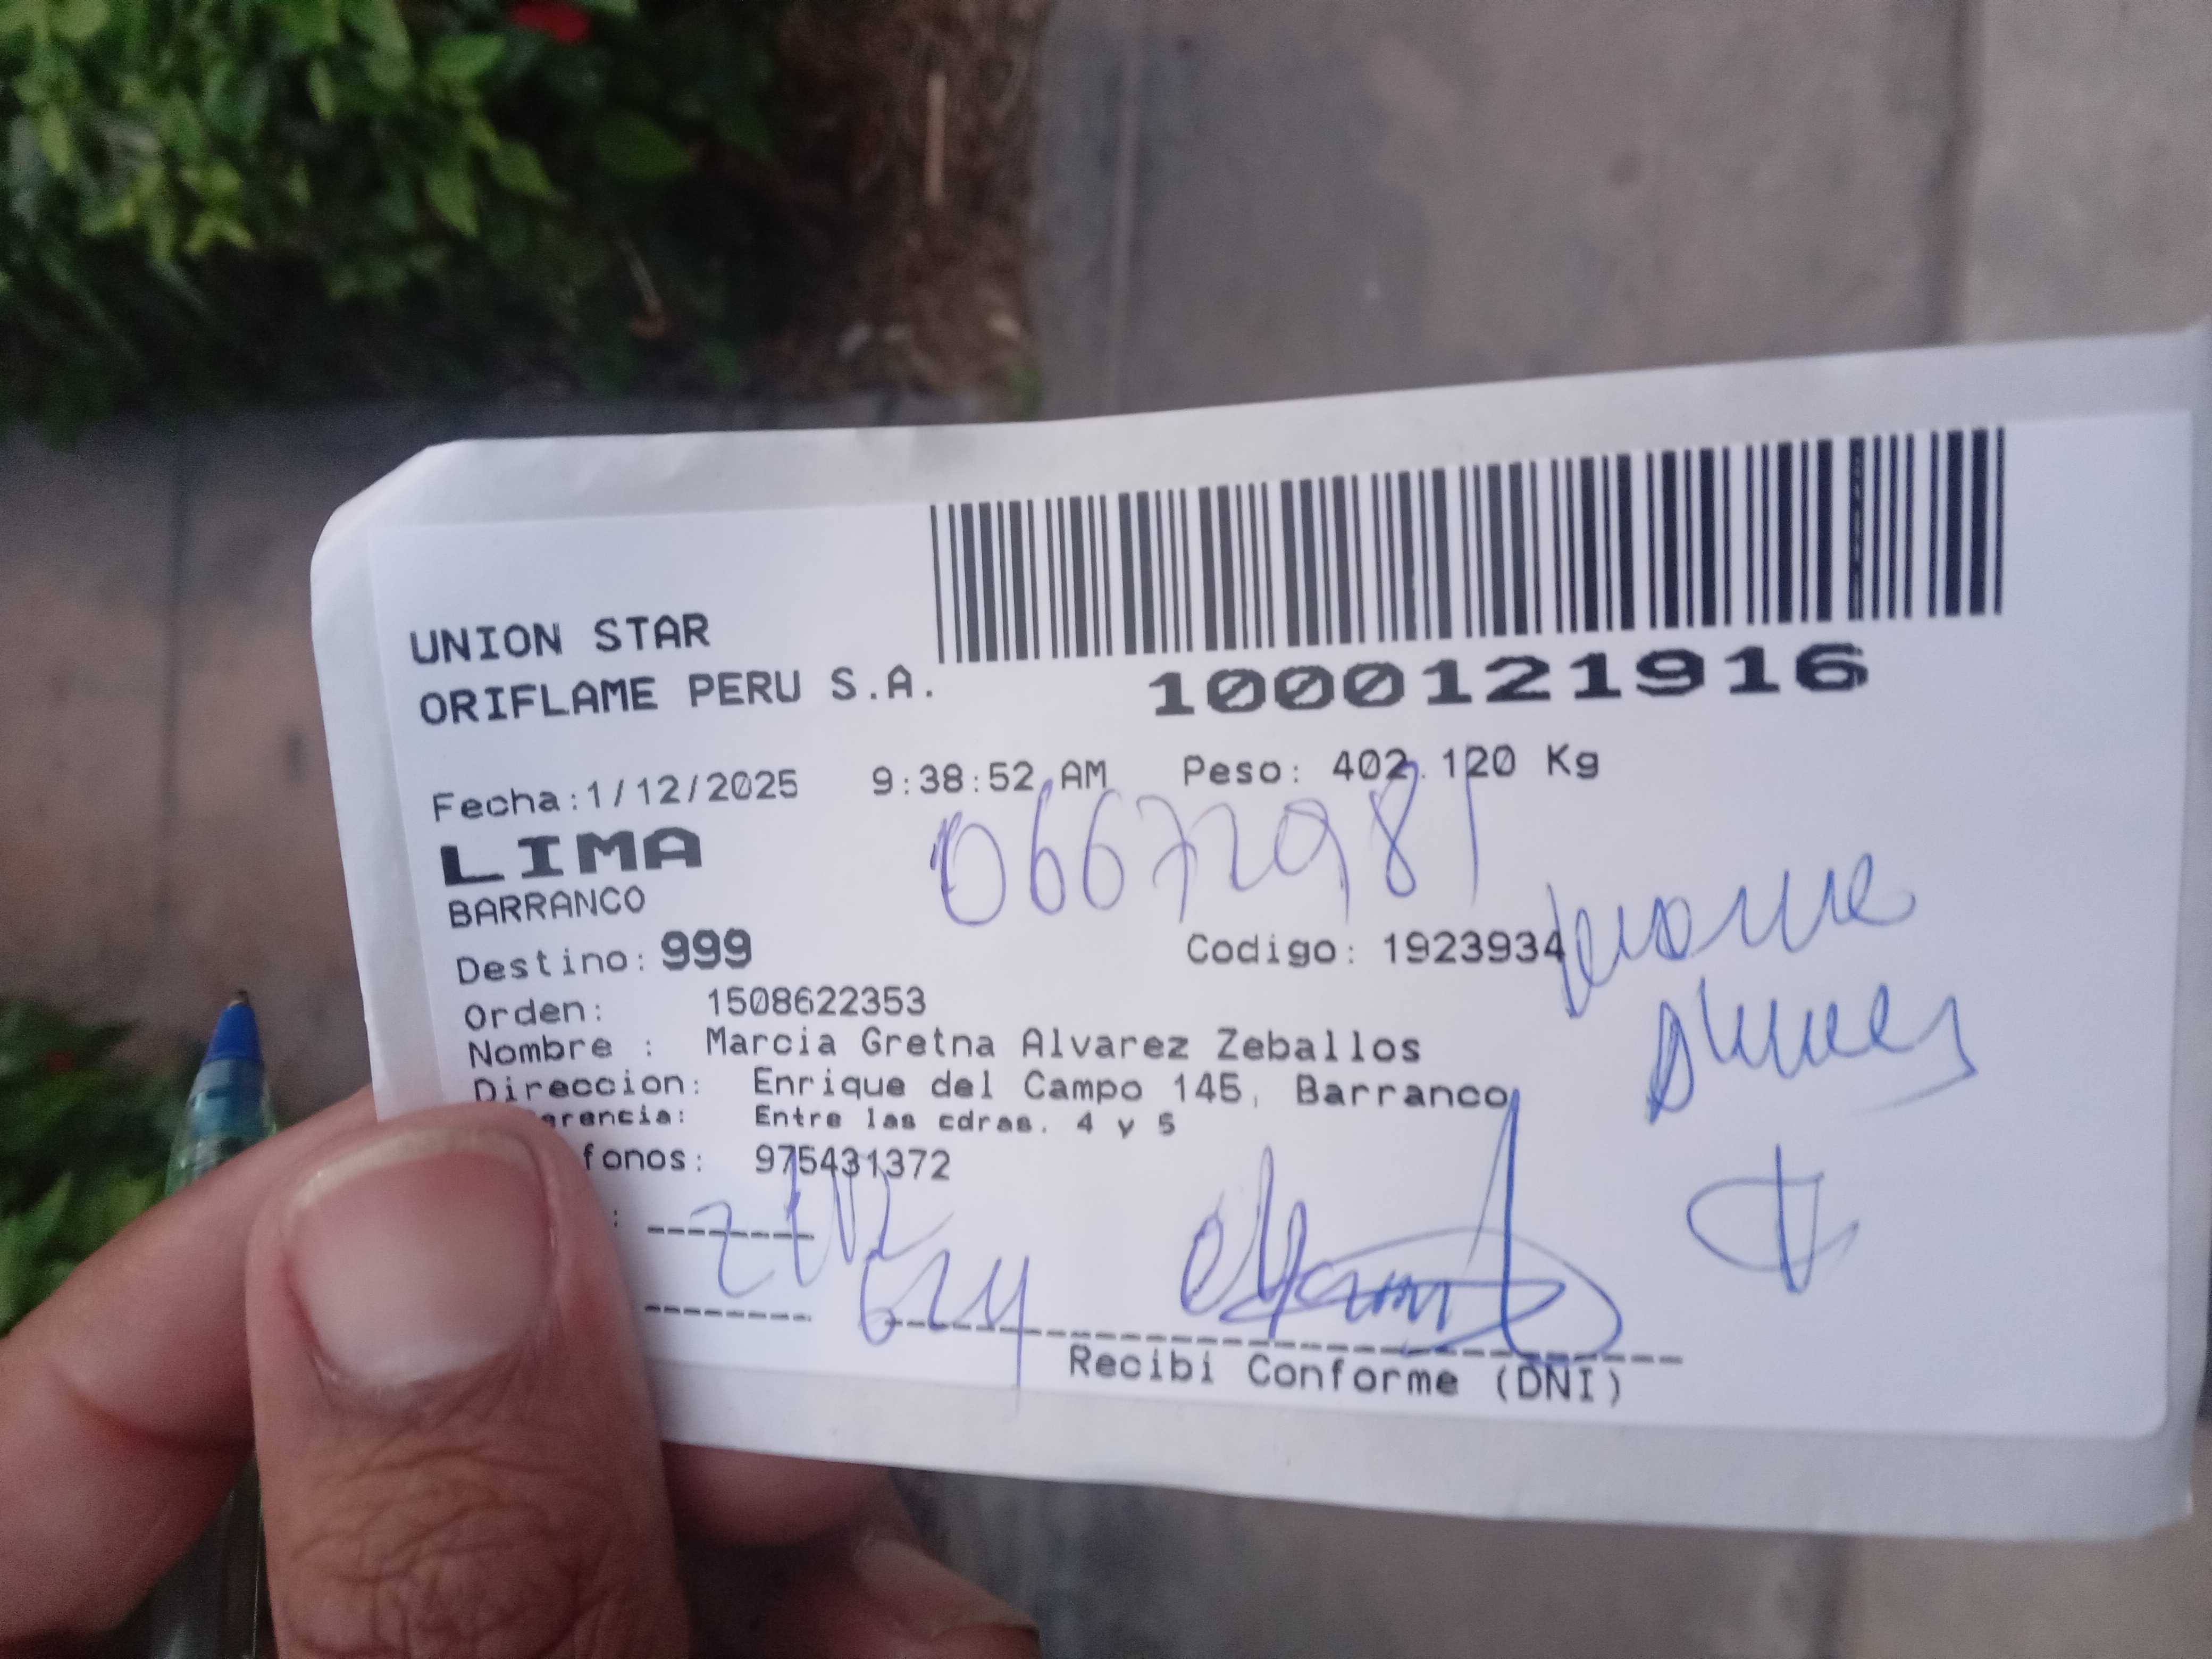 UNION STAR
ORIFLAME PERU S.A.
1000121916
Fecha:1/12/2025 9:38:52 AM Peso: 402.120 Kg
LIMA
06672981
BARRANCO
Destino: 999 Codigo: 1923934
Orden: 1508622353
Nombre : Marcia Gretna Alvarez Zeballos
Direccion: Enrique del Campo 145, Barranco
erencia: Entre las cdras. 4 y 5
fonos: 975431372
:
Recibi Conforme (DNI)